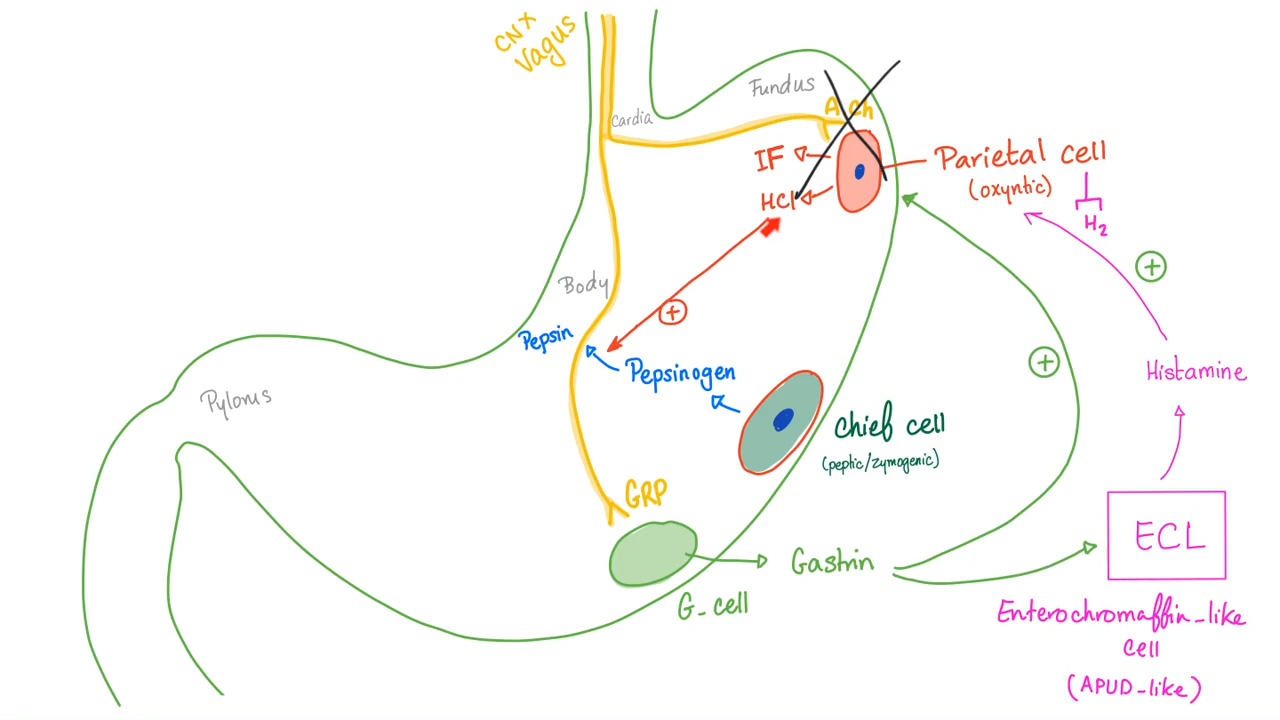 CN X
Vagus
Cardia
Fundus
ACh
IF
HCl
Parietal cell
(oxyntic)
H2
+
Histamine
Body
+
Pepsin
Pepsinogen
+
Pylorus
Chief cell
(peptic/zymogenic)
GRP
Gastrin
G-cell
ECL
Enterochromaffin-like
cell
(APUD-like)